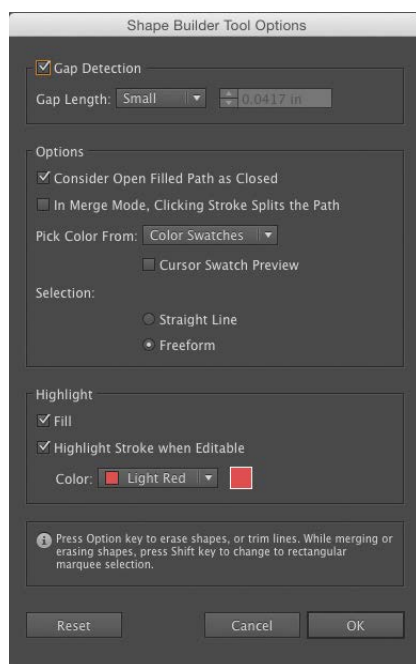 Shape Builder Tool Options
Gap Detection
Gap Length: Small 0.0417 in
Options
Consider Open Filled Path as Closed
In Merge Mode, Clicking Stroke Splits the Path
Pick Color From: Color Swatches
Cursor Swatch Preview
Selection:
Straight Line
Freeform
Highlight
Fill
Highlight Stroke when Editable
Color: Light Red
Press Option key to erase shapes, or trim lines. While merging or
erasing shapes, press Shift key to change to rectangular
marquee selection.
Reset Cancel OK